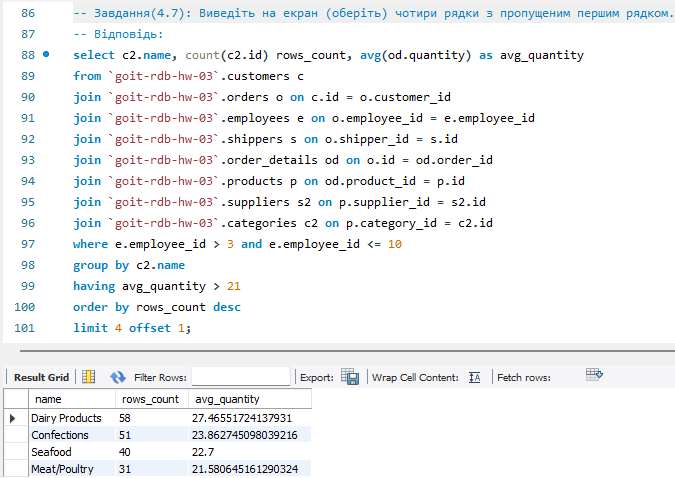 86 -- Завдання(4.7): Виведіть на екран (оберіть) чотири рядки з пропущеним першим рядком.
87 -- Відповідь:
88 select c2.name, count(c2.id) rows_count, avg(od.quantity) as avg_quantity
89 from `goit-rdb-hw-03`.customers c
90 join `goit-rdb-hw-03`.orders o on c.id = o.customer_id
91 join `goit-rdb-hw-03`.employees e on o.employee_id = e.employee_id
92 join `goit-rdb-hw-03`.shippers s on o.shipper_id = s.id
93 join `goit-rdb-hw-03`.order_details od on o.id = od.order_id
94 join `goit-rdb-hw-03`.products p on od.product_id = p.id
95 join `goit-rdb-hw-03`.suppliers s2 on p.supplier_id = s2.id
96 join `goit-rdb-hw-03`.categories c2 on p.category_id = c2.id
97 where e.employee_id > 3 and e.employee_id <= 10
98 group by c2.name
99 having avg_quantity > 21
100 order by rows_count desc
101 limit 4 offset 1;
Result Grid Filter Rows: Export: Wrap Cell Content: Fetch rows:
name rows_count avg_quantity
Dairy Products 58 27.46551724137931
Confections 51 23.862745098039216
Seafood 40 22.7
Meat/Poultry 31 21.580645161290324